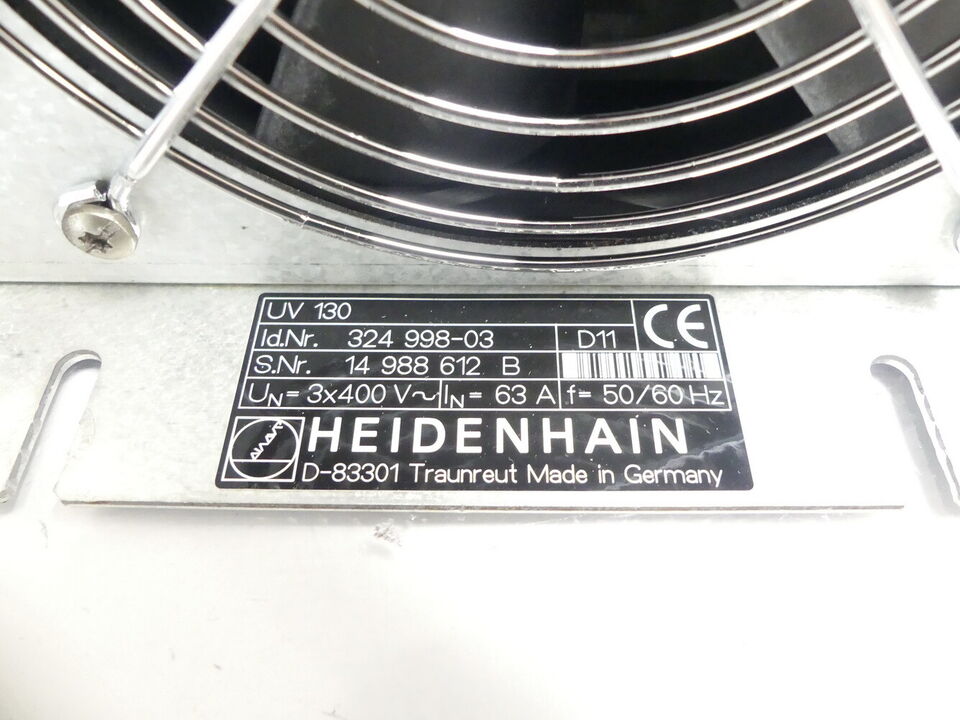 UV 130
Id.Nr. 324 998-03 D11 CE
S.Nr. 14 988 612 B
UN = 3x400 V~ IN = 63 A f= 50/60 Hz
HEIDENHAIN
D-83301 Traunreut Made in Germany